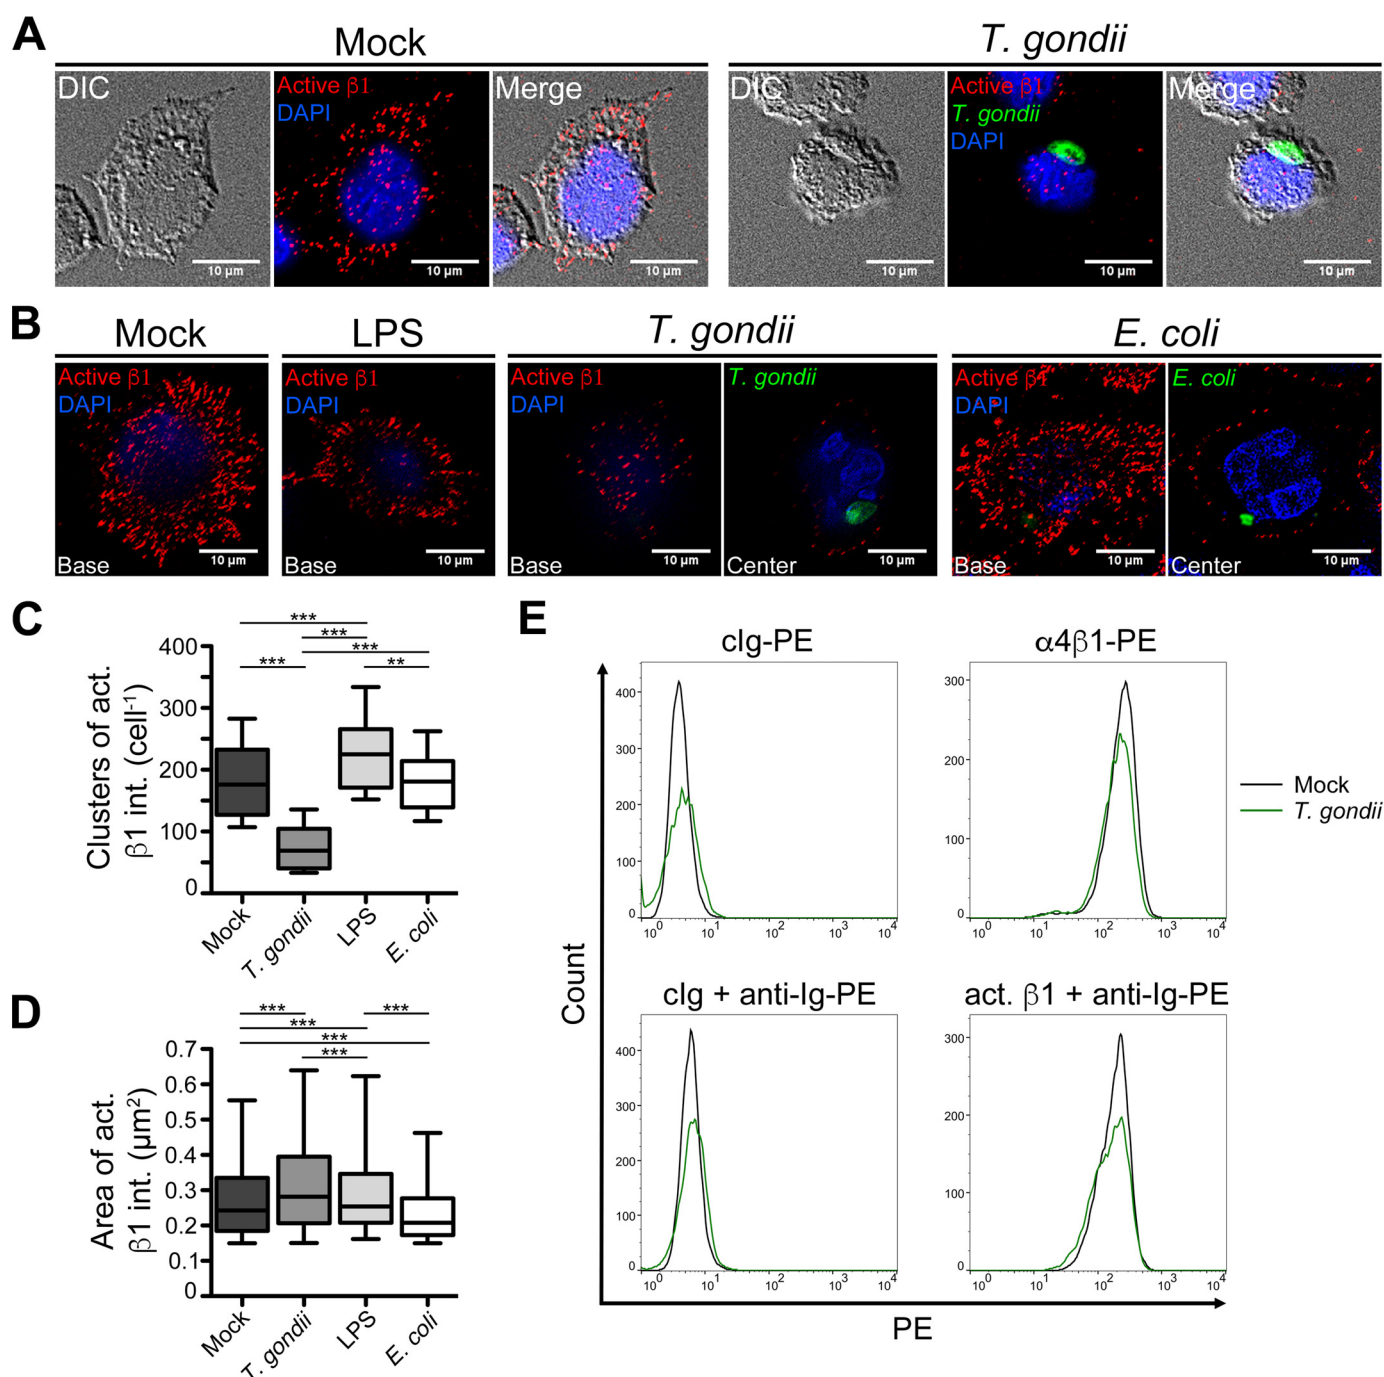 A
Mock
T. gondii
DIC
Active β1
DAPI
Merge
DIC
Active β1
T. gondii
DAPI
Merge
10 µm
10 µm
10 µm
10 µm
10 µm
10 µm
B
Mock
LPS
T. gondii
E. coli
Active β1
DAPI
Active β1
DAPI
Active β1
DAPI
T. gondii
Active β1
DAPI
E. coli
10 µm
10 µm
10 µm
10 µm
10 µm
10 µm
Base
Base
Base
Center
Base
Center
C
Clusters of act.
β1 int. (cell⁻¹)
400
300
200
100
0
***
***
***
***
**
Mock
T. gondii
LPS
E. coli
D
Area of act.
β1 int. (µm²)
0.7
0.6
0.5
0.4
0.3
0.2
0.1
0
***
***
***
***
***
Mock
T. gondii
LPS
E. coli
E
cIg-PE
400
300
200
100
0
10⁰ 10¹ 10² 10³ 10⁴
α4β1-PE
300
200
100
0
10⁰ 10¹ 10² 10³ 10⁴
Mock
T. gondii
cIg + anti-Ig-PE
400
300
200
100
0
10⁰ 10¹ 10² 10³ 10⁴
act. β1 + anti-Ig-PE
300
200
100
0
10⁰ 10¹ 10² 10³ 10⁴
Count
PE